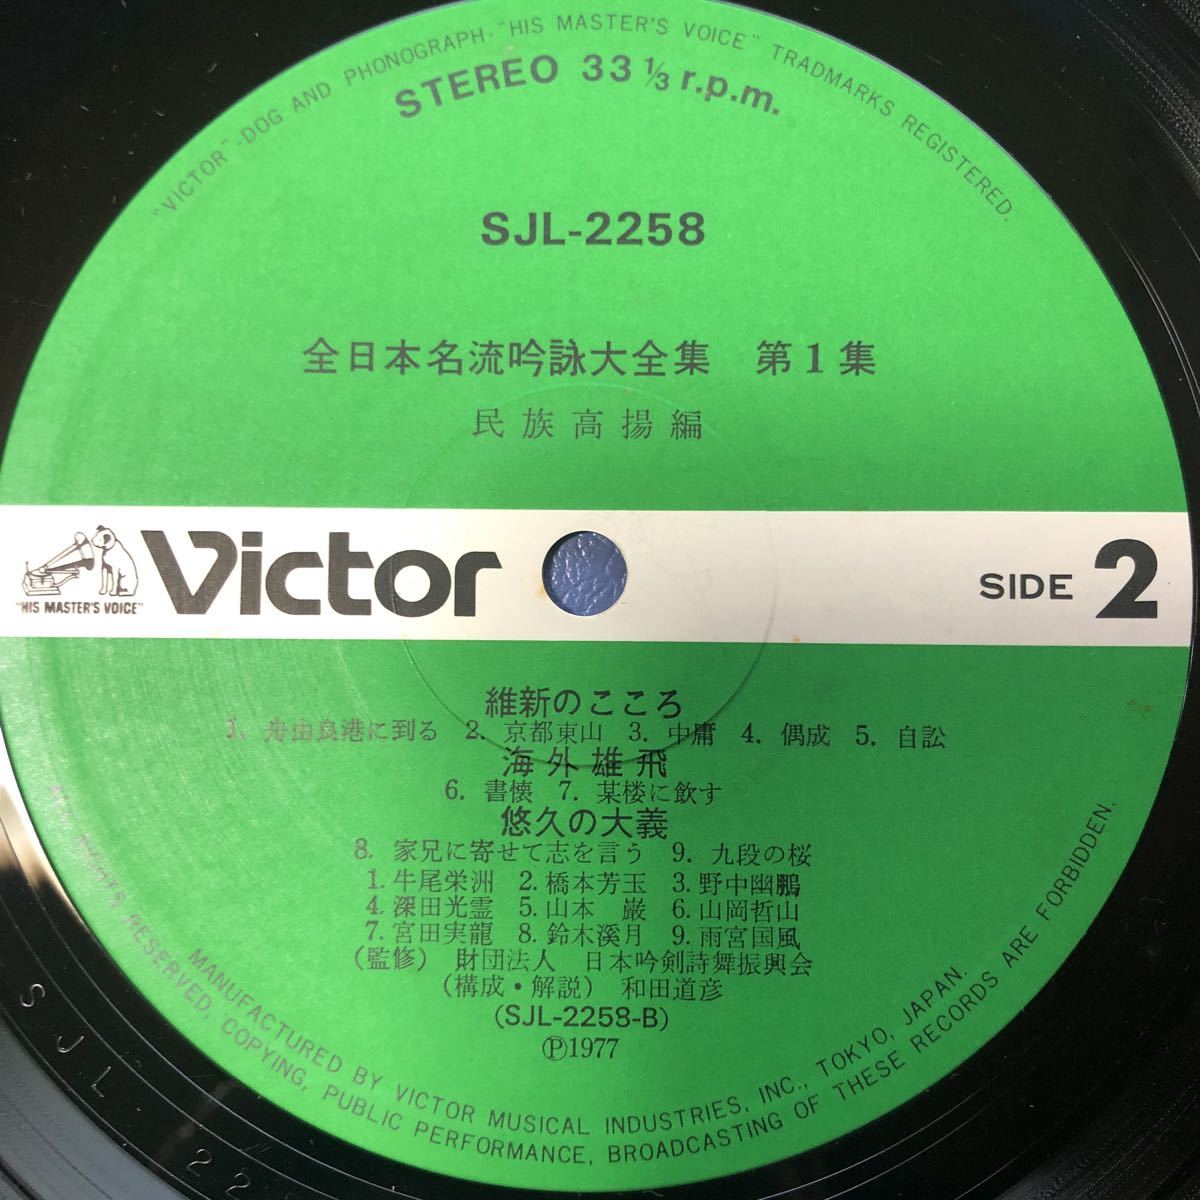 "VICTOR"-DOG AND PHONOGRAPH·"HIS MASTER'S VOICE" TRADMARKS REGISTERED.
STEREO 33 1/3 r.p.m.
SJL-2258
全日本名流吟詠大全集 第1集
民族高揚編
"HIS MASTER'S VOICE"
Victor
SIDE 2
維新のこころ
1. 舟由良港に到る 2. 京都東山 3. 中庸 4. 偶成 5. 自訟
海外雄飛
6. 書懐 7. 某楼に飲す
悠久の大義
8. 家兄に寄せて志を言う 9. 九段の桜
1. 牛尾栄洲 2. 橋本芳玉 3. 野中幽鵬
4. 深田光霊 5. 山本 巌 6. 山岡哲山
7. 宮田実龍 8. 鈴木溪月 9. 雨宮国風
(監修) 財団法人 日本吟剣詩舞振興会
(構成・解説) 和田道彦
(SJL-2258-B)
Ⓟ1977
MANUFACTURED BY VICTOR MUSICAL INDUSTRIES, INC., TOKYO, JAPAN.
ALL RIGHTS RESERVED, COPYING, PUBLIC PERFORMANCE, BROADCASTING OF THESE RECORDS ARE FORBIDDEN.
SJL-22